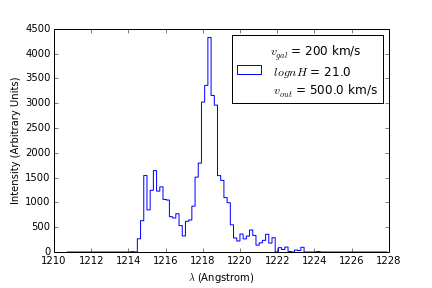 4500
4000
3500
3000
2500
2000
1500
1000
500
0
Intensity (Arbitrary Units)
v_gal = 200 km/s
lognH = 21.0
v_out = 500.0 km/s
1210 1212 1214 1216 1218 1220 1222 1224 1226 1228
λ (Angstrom)